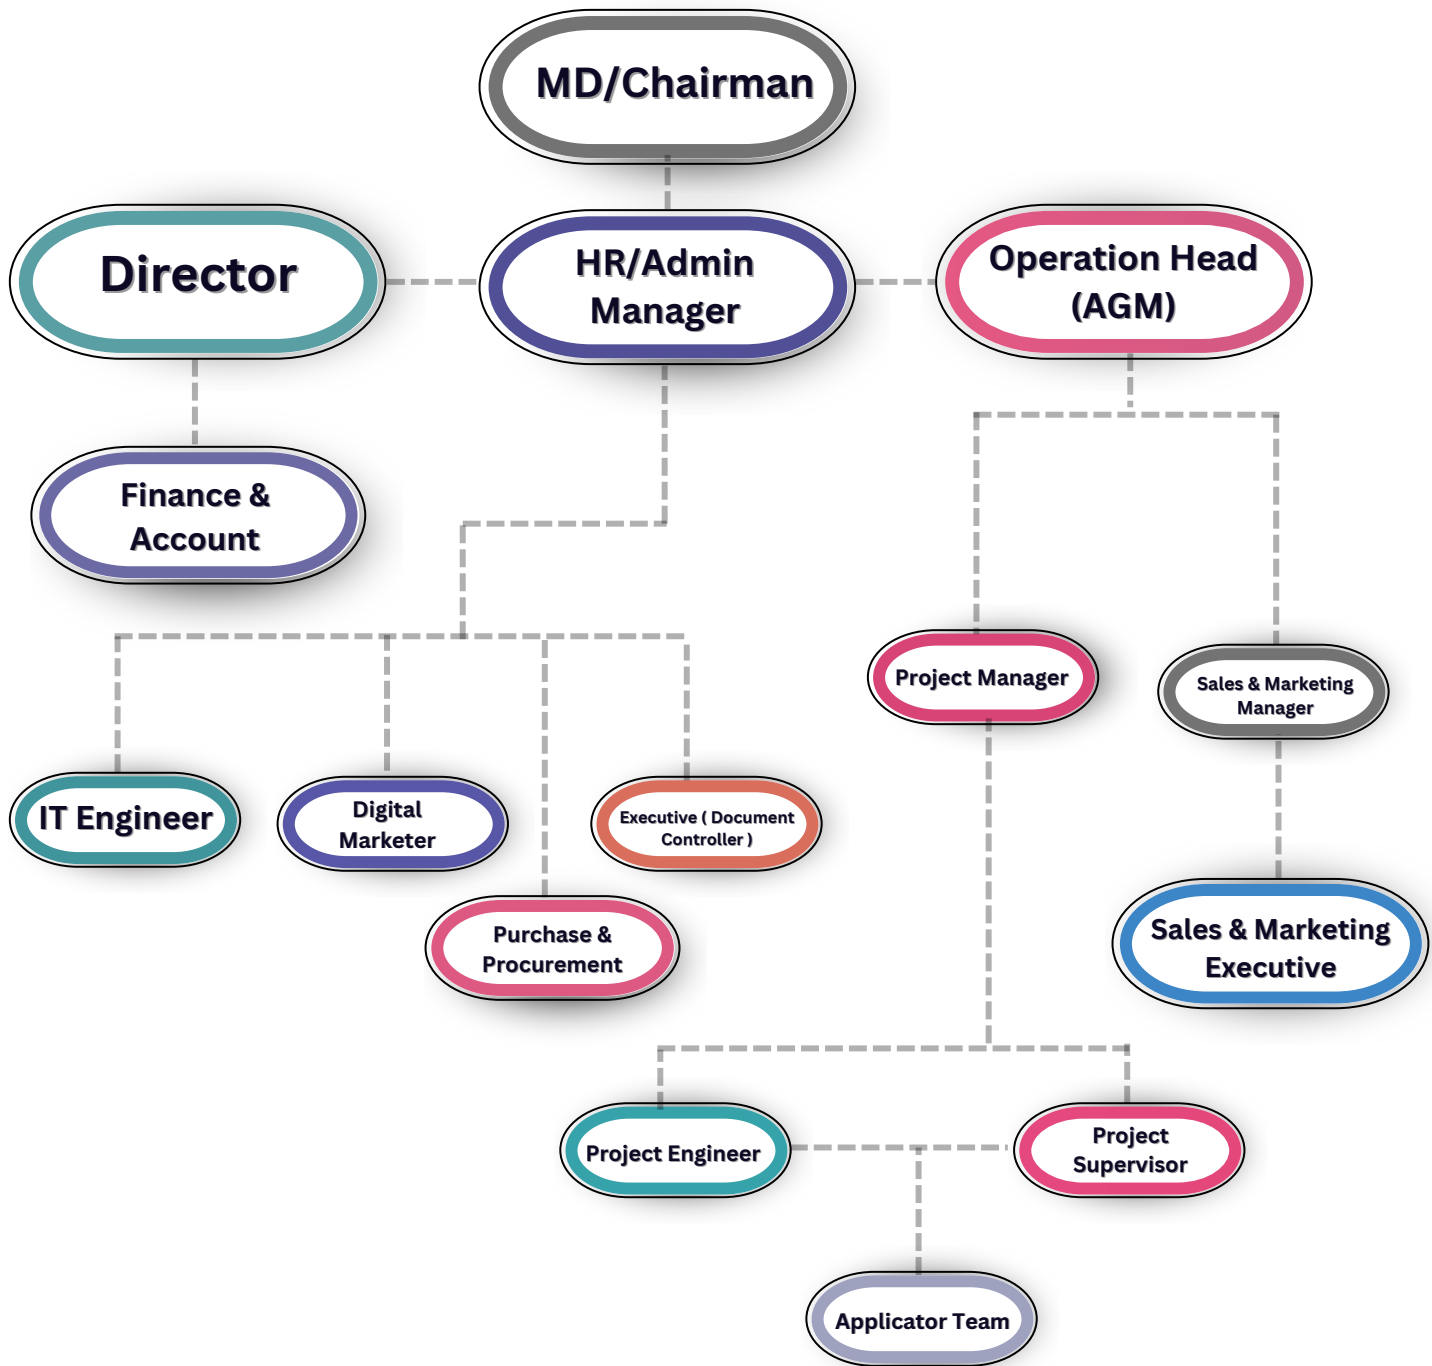 MD/Chairman
Director
HR/Admin
Manager
Operation Head
(AGM)
Finance &
Account
Project Manager
Sales & Marketing
Manager
IT Engineer
Digital
Marketer
Executive ( Document
Controller )
Purchase &
Procurement
Sales & Marketing
Executive
Project Engineer
Project
Supervisor
Applicator Team